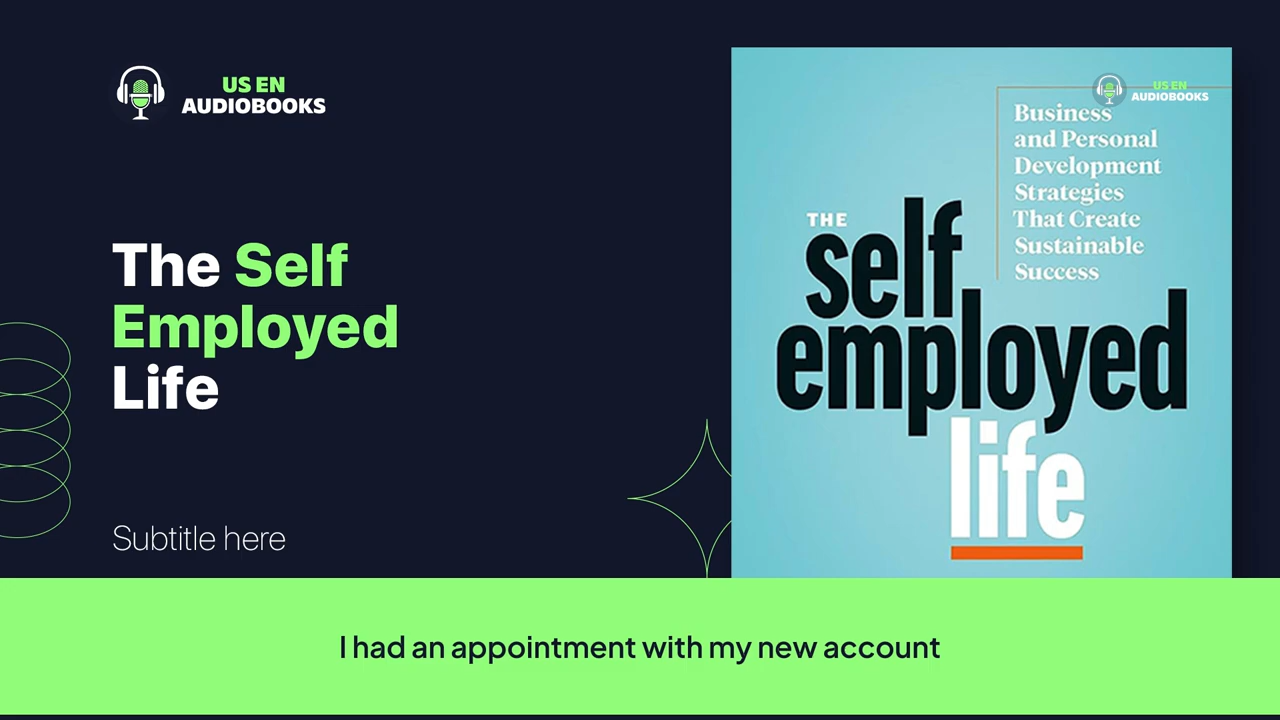 US EN
AUDIOBOOKS
The Self
Employed
Life
Subtitle here
US EN
AUDIOBOOKS
Business
and Personal
Development
Strategies
That Create
Sustainable
Success
THE
self
employed
life
I had an appointment with my new account